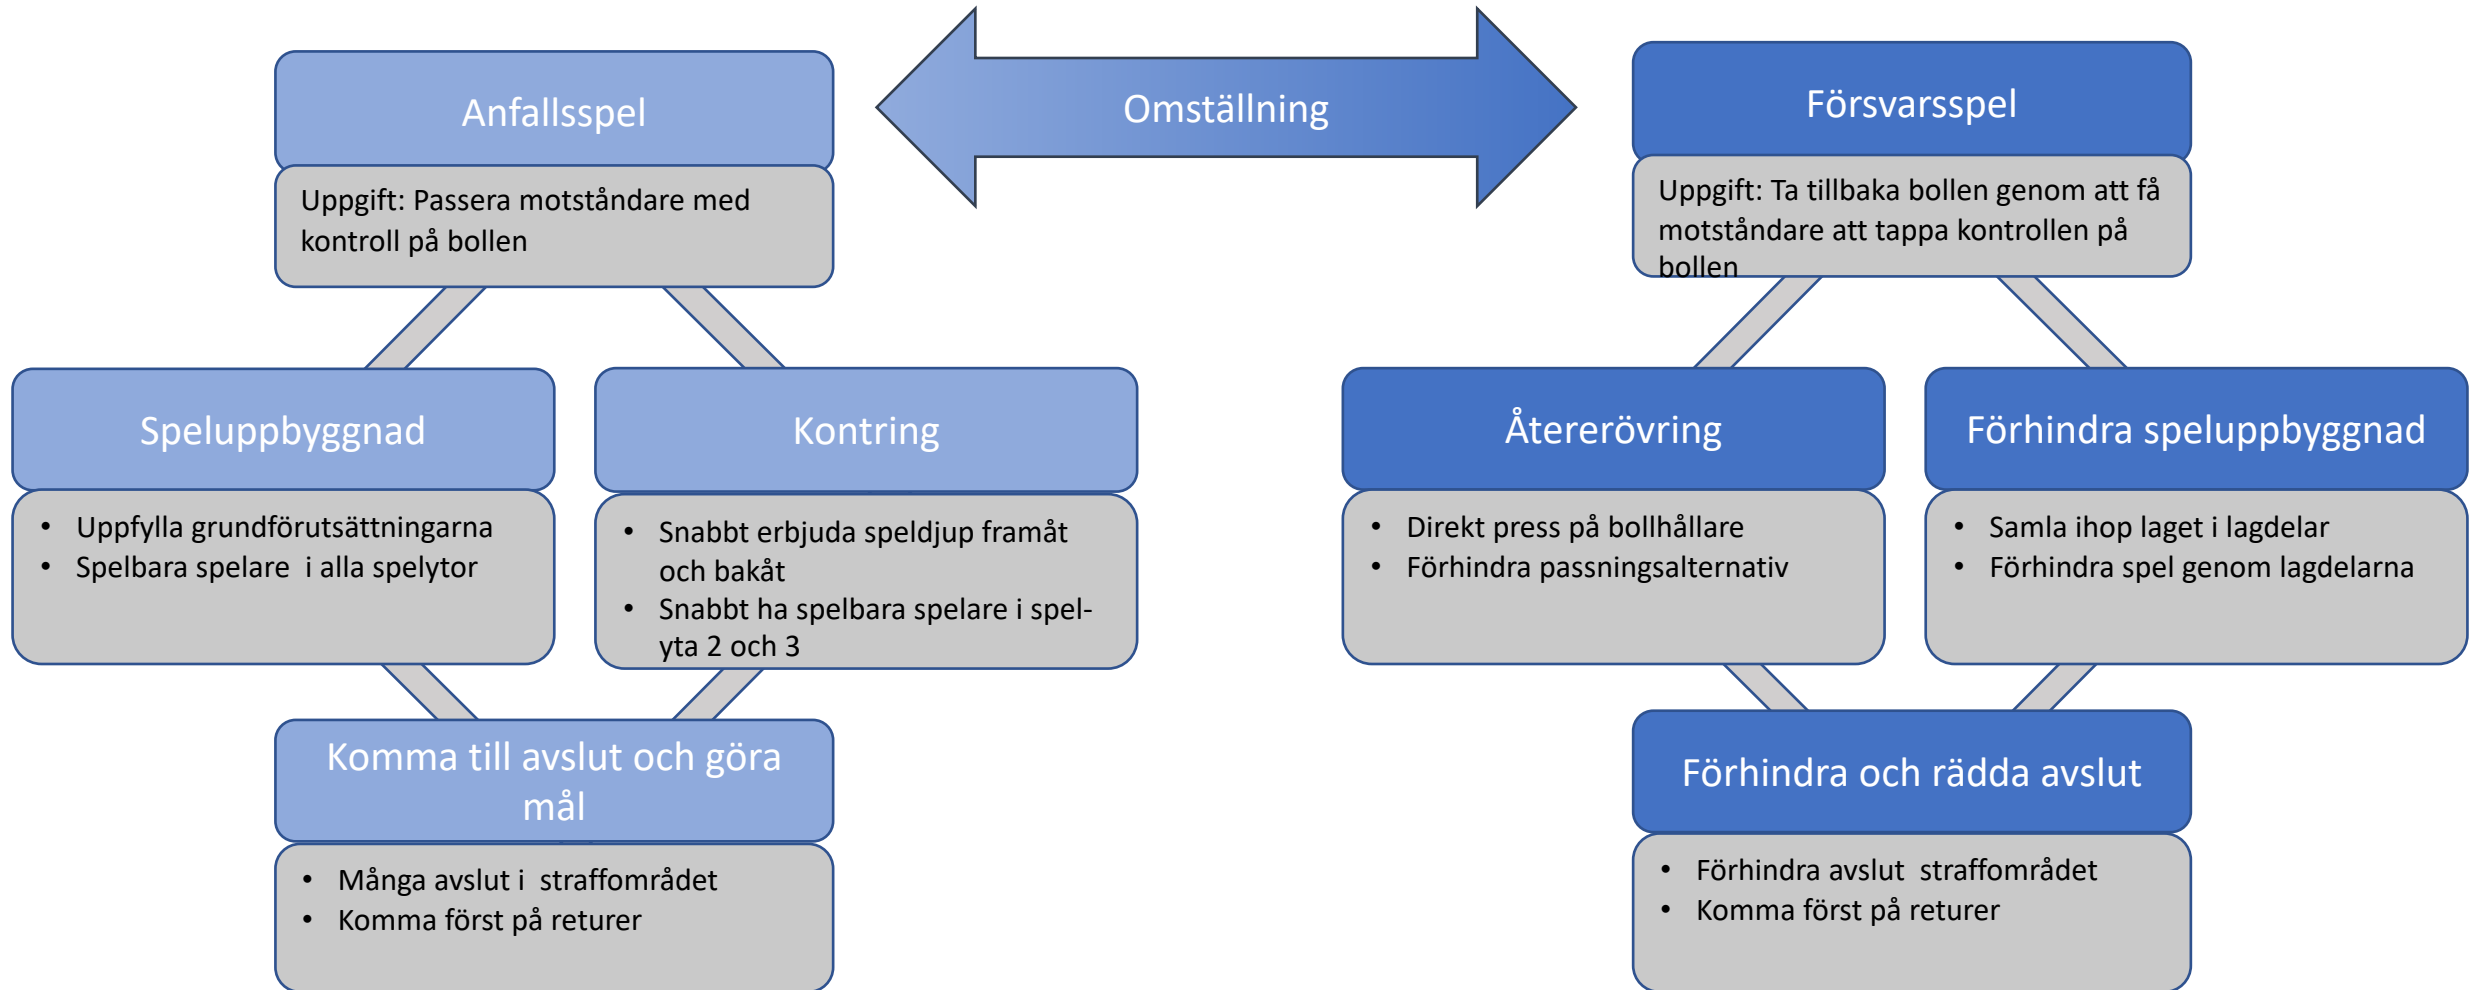 Anfallsspel
Uppgift: Passera motståndare med
kontroll på bollen
Omställning
Försvarsspel
Uppgift: Ta tillbaka bollen genom att få
motståndare att tappa kontrollen på
bollen
Speluppbyggnad
• Uppfylla grundförutsättningarna
• Spelbara spelare i alla spelytor
Kontring
• Snabbt erbjuda speldjup framåt
och bakåt
• Snabbt ha spelbara spelare i spel-
yta 2 och 3
Återerövring
• Direkt press på bollhållare
• Förhindra passningsalternativ
Förhindra speluppbyggnad
• Samla ihop laget i lagdelar
• Förhindra spel genom lagdelarna
Komma till avslut och göra
mål
• Många avslut i straffområdet
• Komma först på returer
Förhindra och rädda avslut
• Förhindra avslut straffområdet
• Komma först på returer